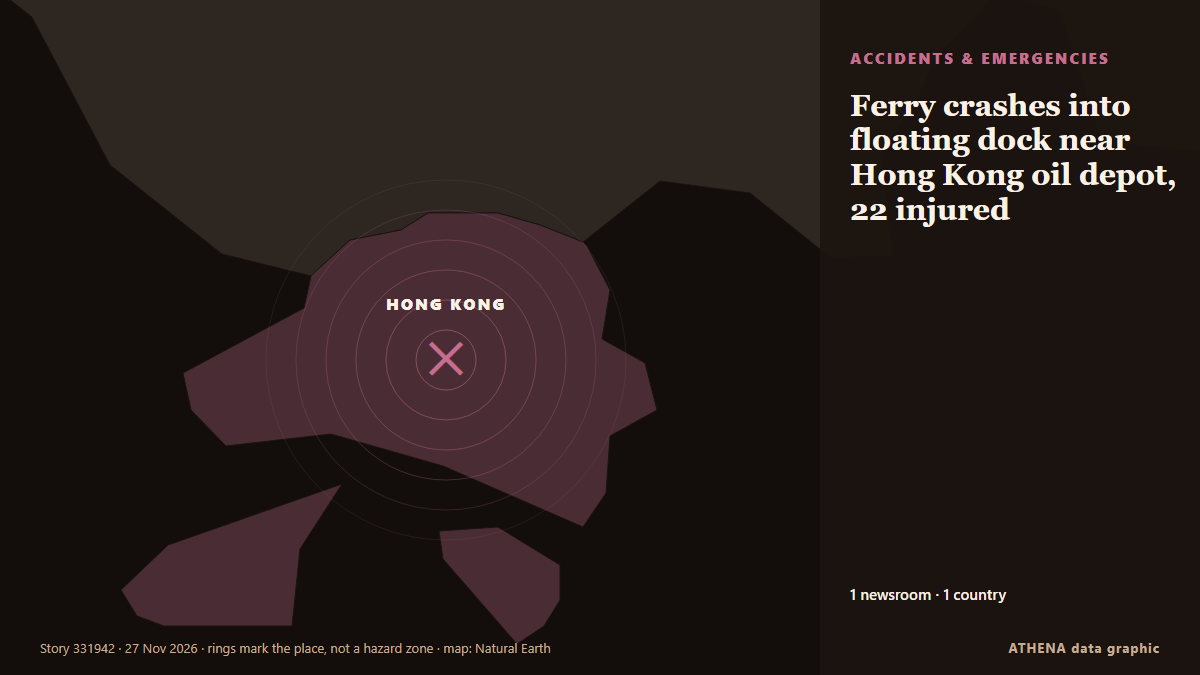 ACCIDENTS & EMERGENCIES
Ferry crashes into
floating dock near
Hong Kong oil depot,
22 injured
HONG KONG
1 newsroom · 1 country
Story 331942 · 27 Nov 2026 · rings mark the place, not a hazard zone · map: Natural Earth
ATHENA data graphic